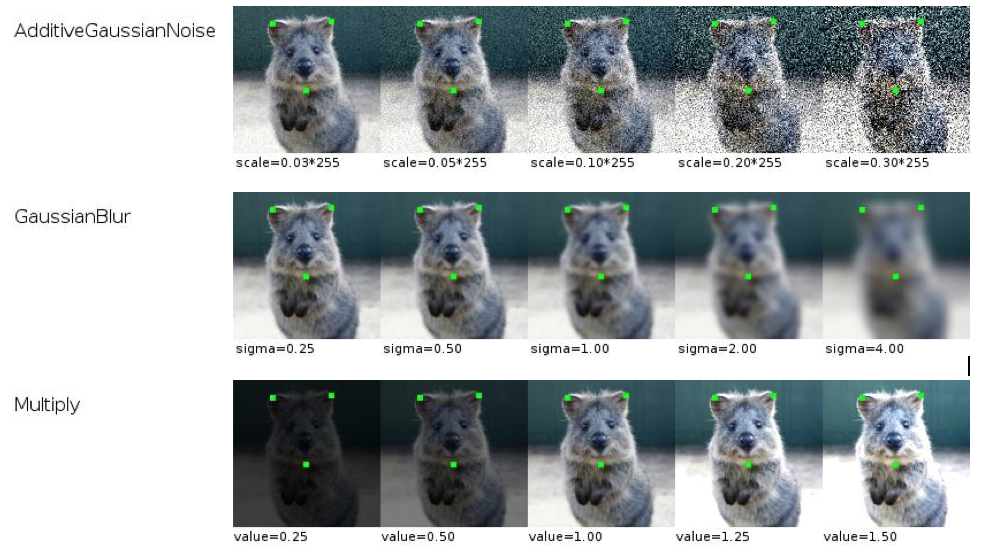 AdditiveGaussianNoise
scale=0.03*255 scale=0.05*255 scale=0.10*255 scale=0.20*255 scale=0.30*255
GaussianBlur
sigma=0.25 sigma=0.50 sigma=1.00 sigma=2.00 sigma=4.00
Multiply
value=0.25 value=0.50 value=1.00 value=1.25 value=1.50